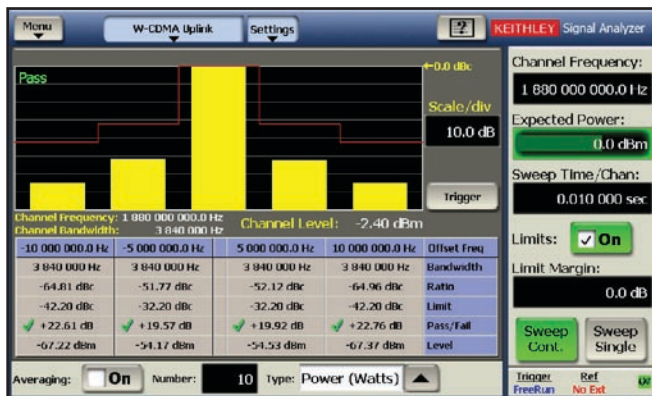 Menu
W-CDMA Uplink
Settings
?
KEITHLEY Signal Analyzer
Pass
0.0 dBc
Scale/div
10.0 dB
Trigger
Channel Frequency: 1 880 000 000.0 Hz
Channel Bandwidth: 3 840 000 Hz
Channel Level: -2.40 dBm
-10 000 000.0 Hz -5 000 000.0 Hz 5 000 000.0 Hz 10 000 000.0 Hz Offset Freq
3 840 000 Hz 3 840 000 Hz 3 840 000 Hz 3 840 000 Hz Bandwidth
-64.81 dBc -51.77 dBc -52.12 dBc -64.96 dBc Ratio
-42.20 dBc -32.20 dBc -32.20 dBc -42.20 dBc Limit
+22.61 dB +19.57 dB +19.92 dB +22.76 dB Pass/Fail
-67.22 dBm -54.17 dBm -54.53 dBm -67.37 dBm Level
Averaging: On Number: 10 Type: Power (Watts)
Channel Frequency:
1 880 000 000.0 Hz
Expected Power:
0.0 dBm
Sweep Time/Chan:
0.010 000 sec
Limits: On
Limit Margin:
0.0 dB
Sweep Cont.
Sweep Single
Trigger Ref
FreeRun No Ext